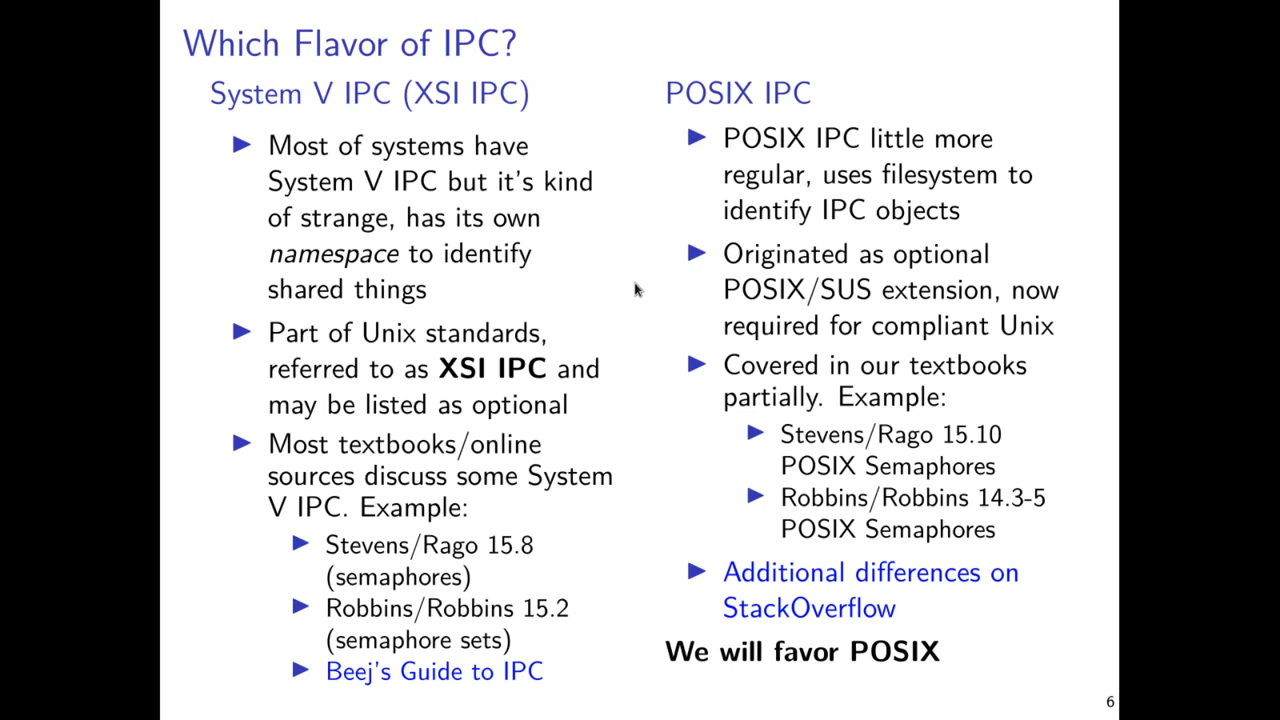 Which Flavor of IPC?
System V IPC (XSI IPC)
Most of systems have
System V IPC but it's kind
of strange, has its own
namespace to identify
shared things
Part of Unix standards,
referred to as XSI IPC and
may be listed as optional
Most textbooks/online
sources discuss some System
V IPC. Example:
Stevens/Rago 15.8
(semaphores)
Robbins/Robbins 15.2
(semaphore sets)
Beej's Guide to IPC
POSIX IPC
POSIX IPC little more
regular, uses filesystem to
identify IPC objects
Originated as optional
POSIX/SUS extension, now
required for compliant Unix
Covered in our textbooks
partially. Example:
Stevens/Rago 15.10
POSIX Semaphores
Robbins/Robbins 14.3-5
POSIX Semaphores
Additional differences on
StackOverflow
We will favor POSIX
6